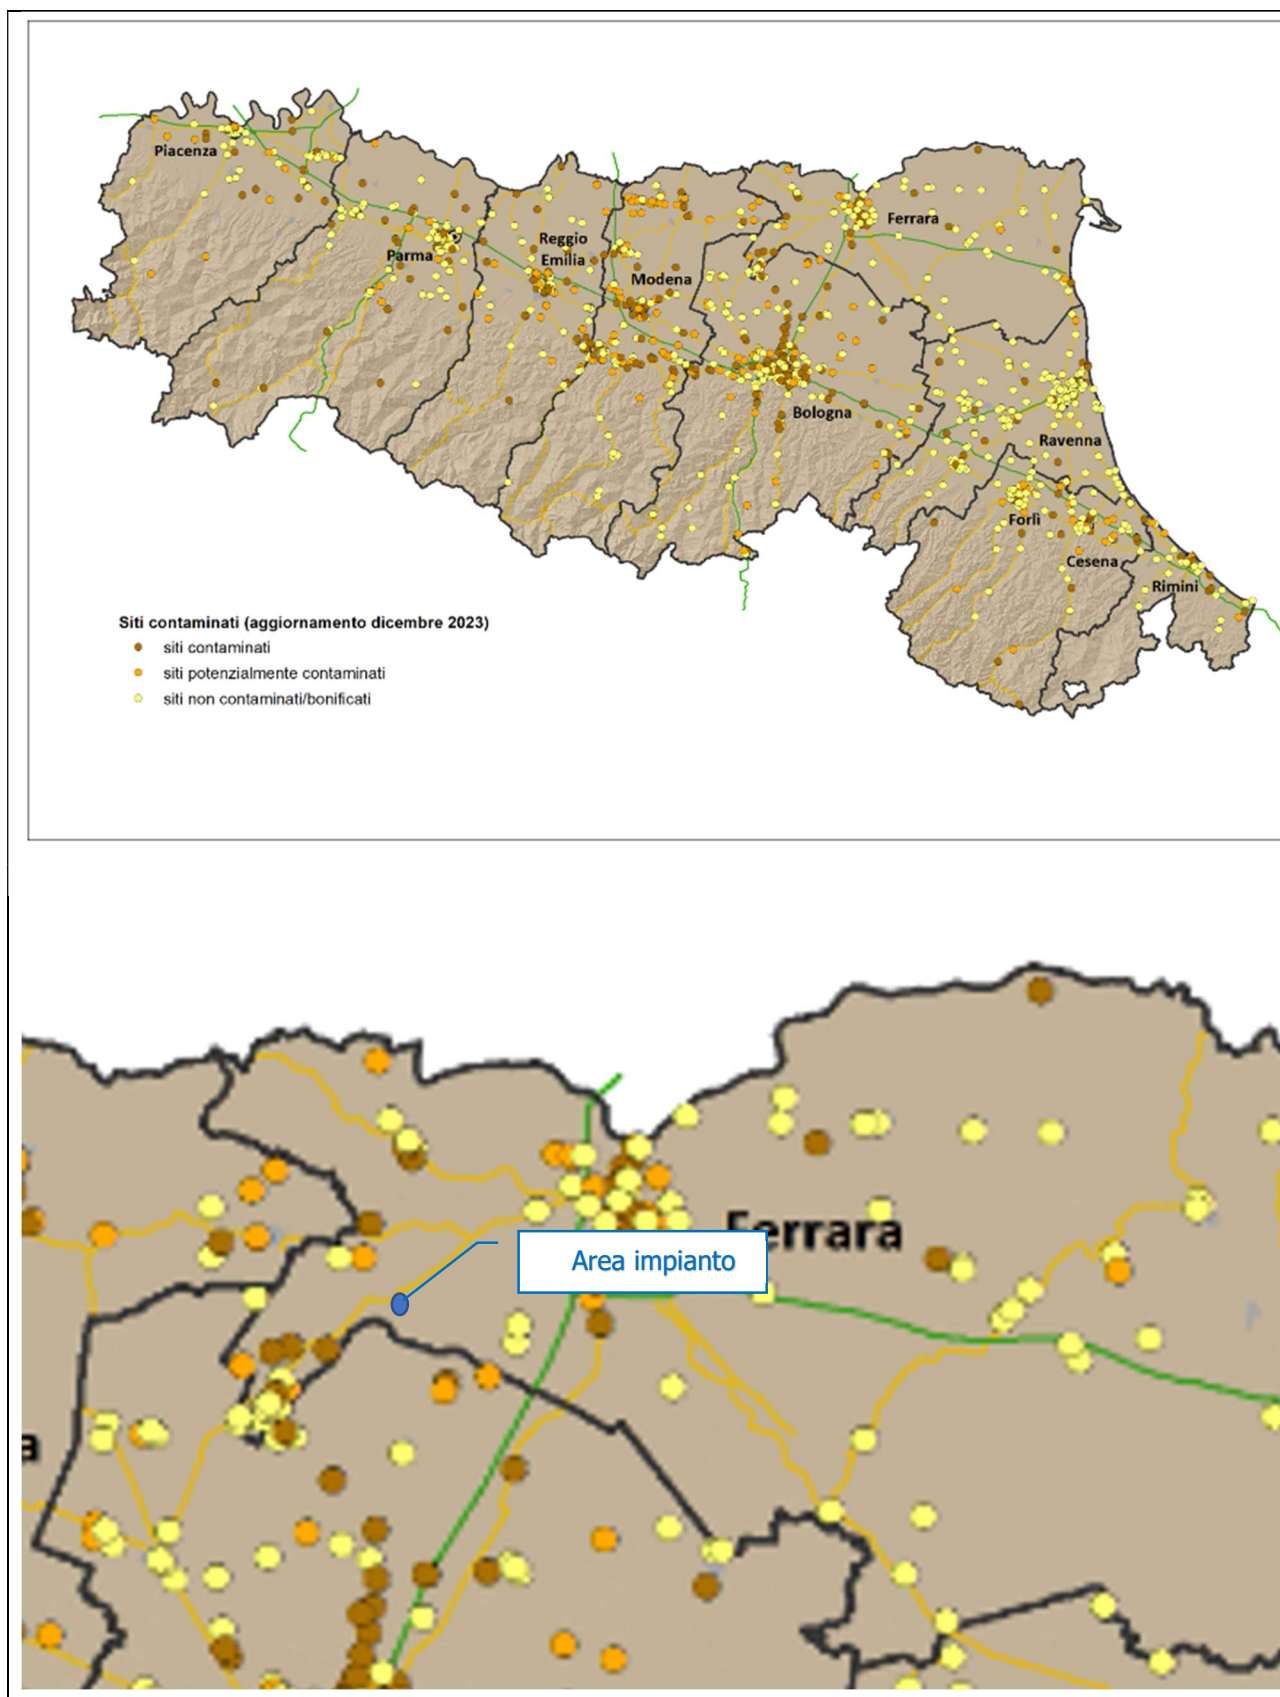 Piacenza
Parma
Reggio
Emilia
Modena
Ferrara
Bologna
Ravenna
Forlì
Cesena
Rimini
Siti contaminati (aggiornamento dicembre 2023)
siti contaminati
siti potenzialmente contaminati
siti non contaminati/bonificati
Ferrara
Area impianto
a